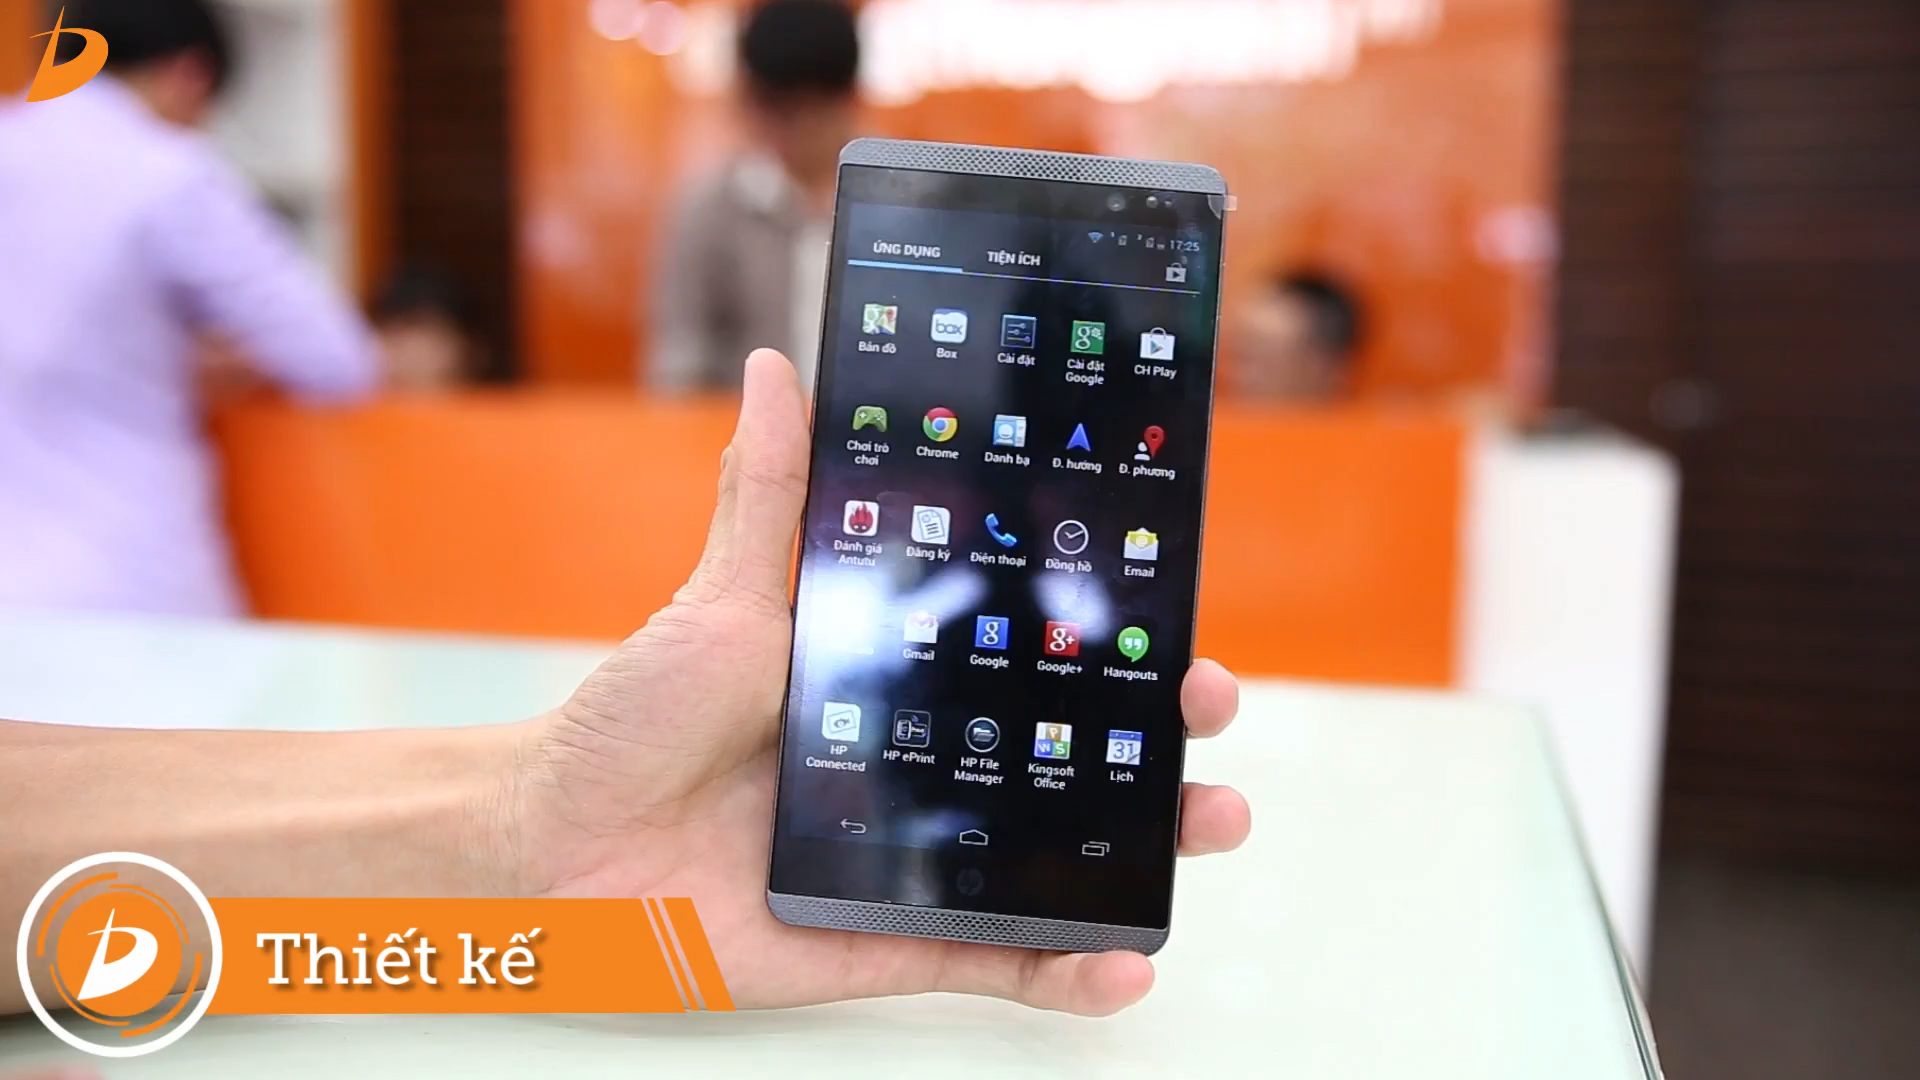 17:25
ỨNG DỤNG TIỆN ÍCH
Bản đồ
Box
Cài đặt
Cài đặt
Google
CH Play
Chơi trò
chơi
Chrome
Danh bạ
Đ. hướng
Đ. phương
Đánh giá
Antutu
Đăng ký
Điện thoại
Đồng hồ
Email
Gmail
Google
Google+
Hangouts
HP
Connected
HP ePrint
HP File
Manager
Kingsoft
Office
31
Lịch
Thiết kế